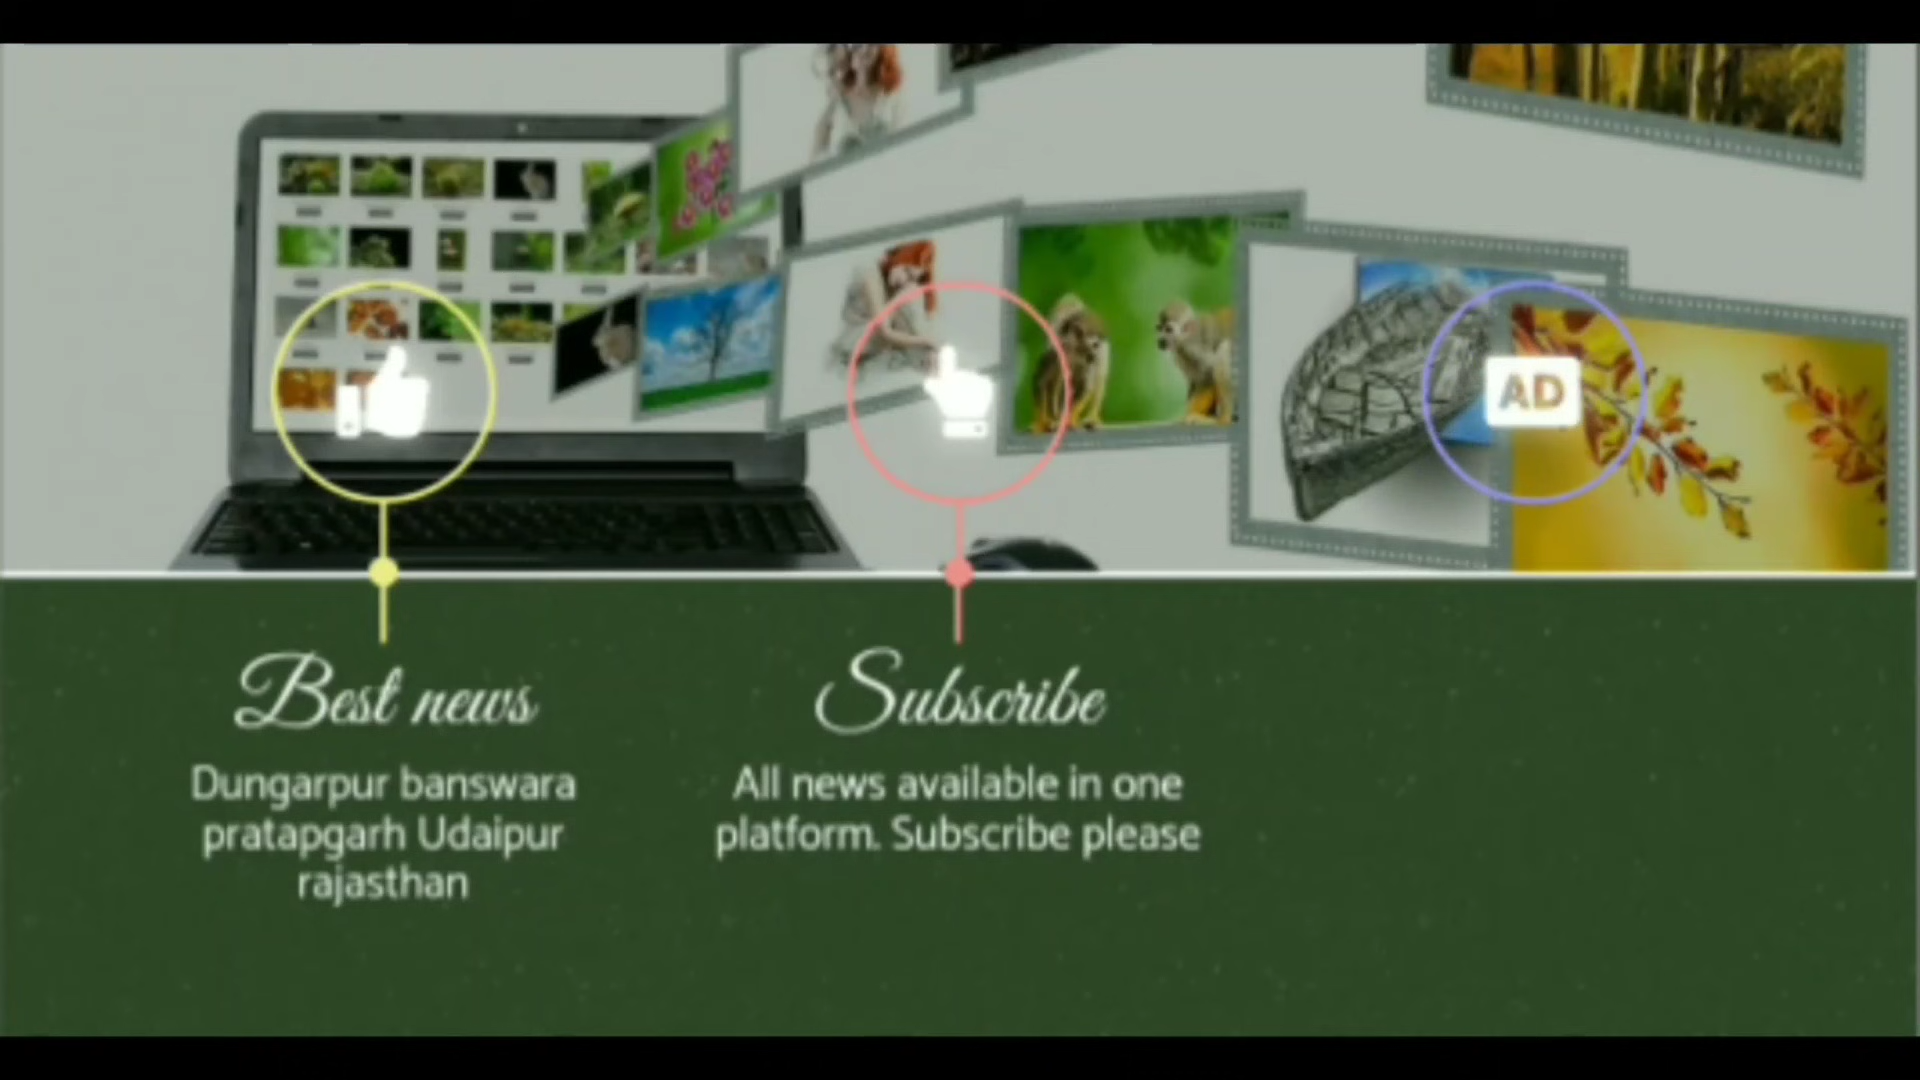 AD
Best news
Dungarpur banswara
pratapgarh Udaipur
rajasthan
Subscribe
All news available in one
platform. Subscribe please